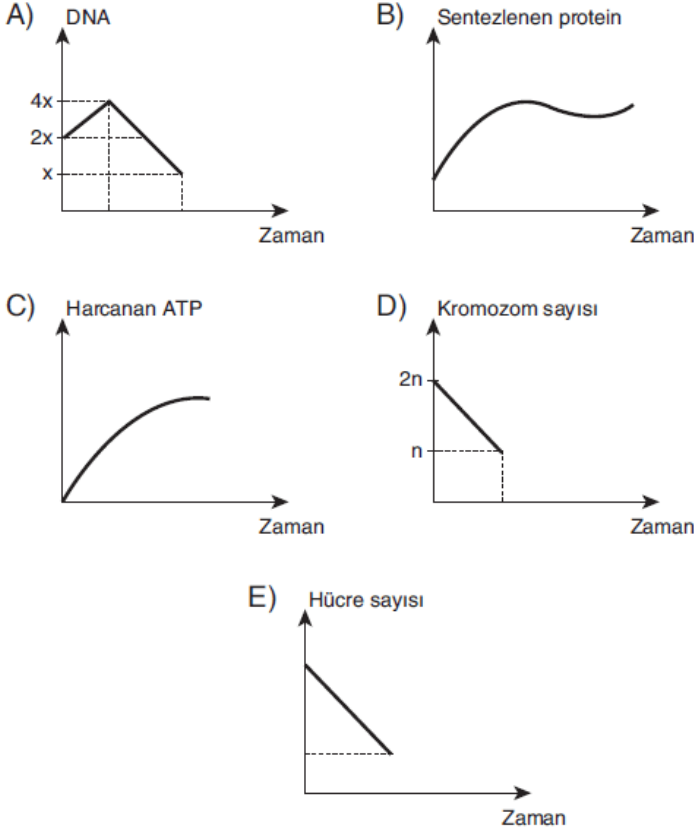 A) DNA
4x
2x
x
Zaman
B) Sentezlenen protein
Zaman
C) Harcanan ATP
Zaman
D) Kromozom sayısı
2n
n
Zaman
E) Hücre sayısı
Zaman